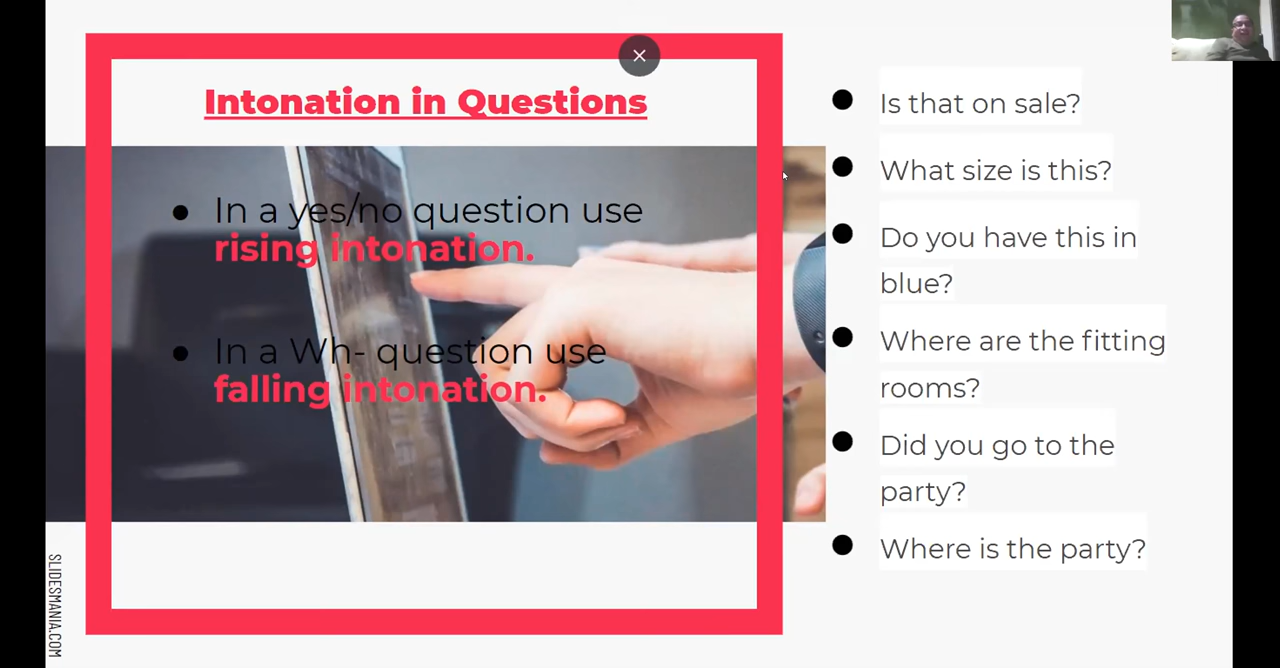 Intonation in Questions
● In a yes/no question use
rising intonation.
● In a Wh- question use
falling intonation.
● Is that on sale?
● What size is this?
● Do you have this in
blue?
● Where are the fitting
rooms?
● Did you go to the
party?
● Where is the party?
SLIDESMANIA.COM